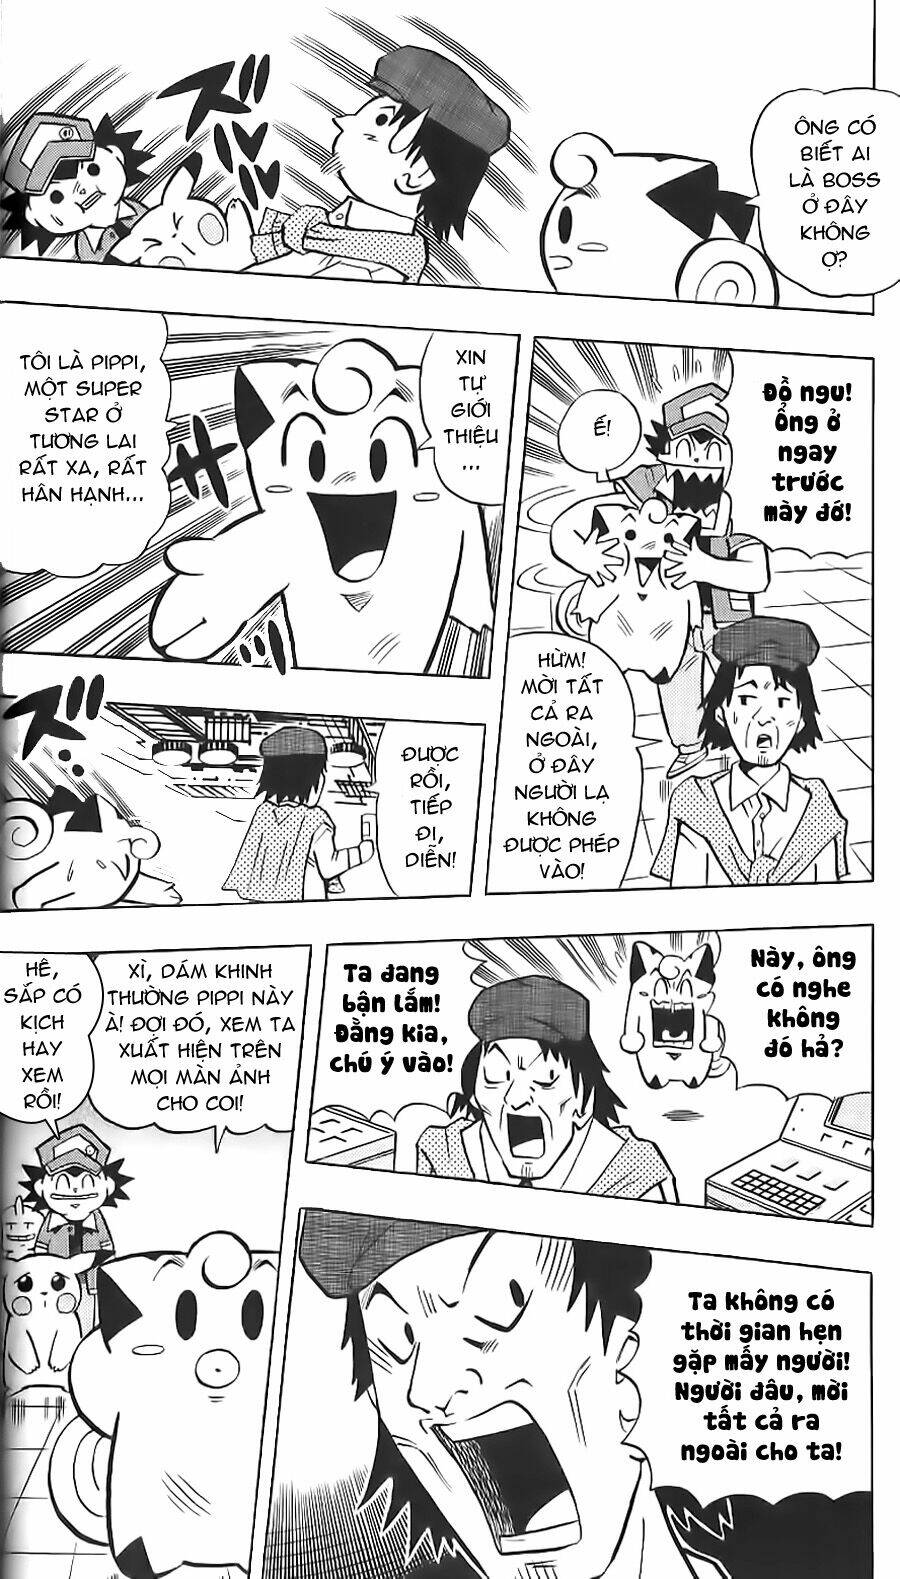 ÔNG CÓ
BIẾT AI
LÀ BOSS
Ở ĐÂY
KHÔNG
Ợ?
ズルルル
Đồ ngu!
Ổng ở
ngay
trước
mày đớ!
Ế!
HỪM!
MỜI TẤT
CẢ RA
NGOÀI,
Ở ĐÂY
NGƯỜI LẠ
KHÔNG
ĐƯỢC PHÉP
VÀO!
XIN
TỰ
GIỚI
THIỆU
...
TÔI LÀ PIPPI,
MỘT SUPER
STAR Ở
TƯƠNG LAI
RẤT XA, RẤT
HÂN HẠNH...
ĐƯỢC
RỒI,
TIẾP
ĐI,
DIỄN!
Này, ông
có nghe
không
đó hả?
Ta đang
bận lắm!
Đằng kia,
chú ý vào!
XÌ, DÁM KHINH
THƯỜNG PIPPI NÀY
À! ĐỢI ĐÓ, XEM TA
XUẤT HIỆN TRÊN
MỌI MÀN ẢNH
CHO COI!
HÊ,
SẮP CÓ
KỊCH
HAY
XEM
RỒI!
Ta không có
thời gian hẹn
gặp mấy người!
Người đâu, mời
tất cả ra
ngoài cho ta!